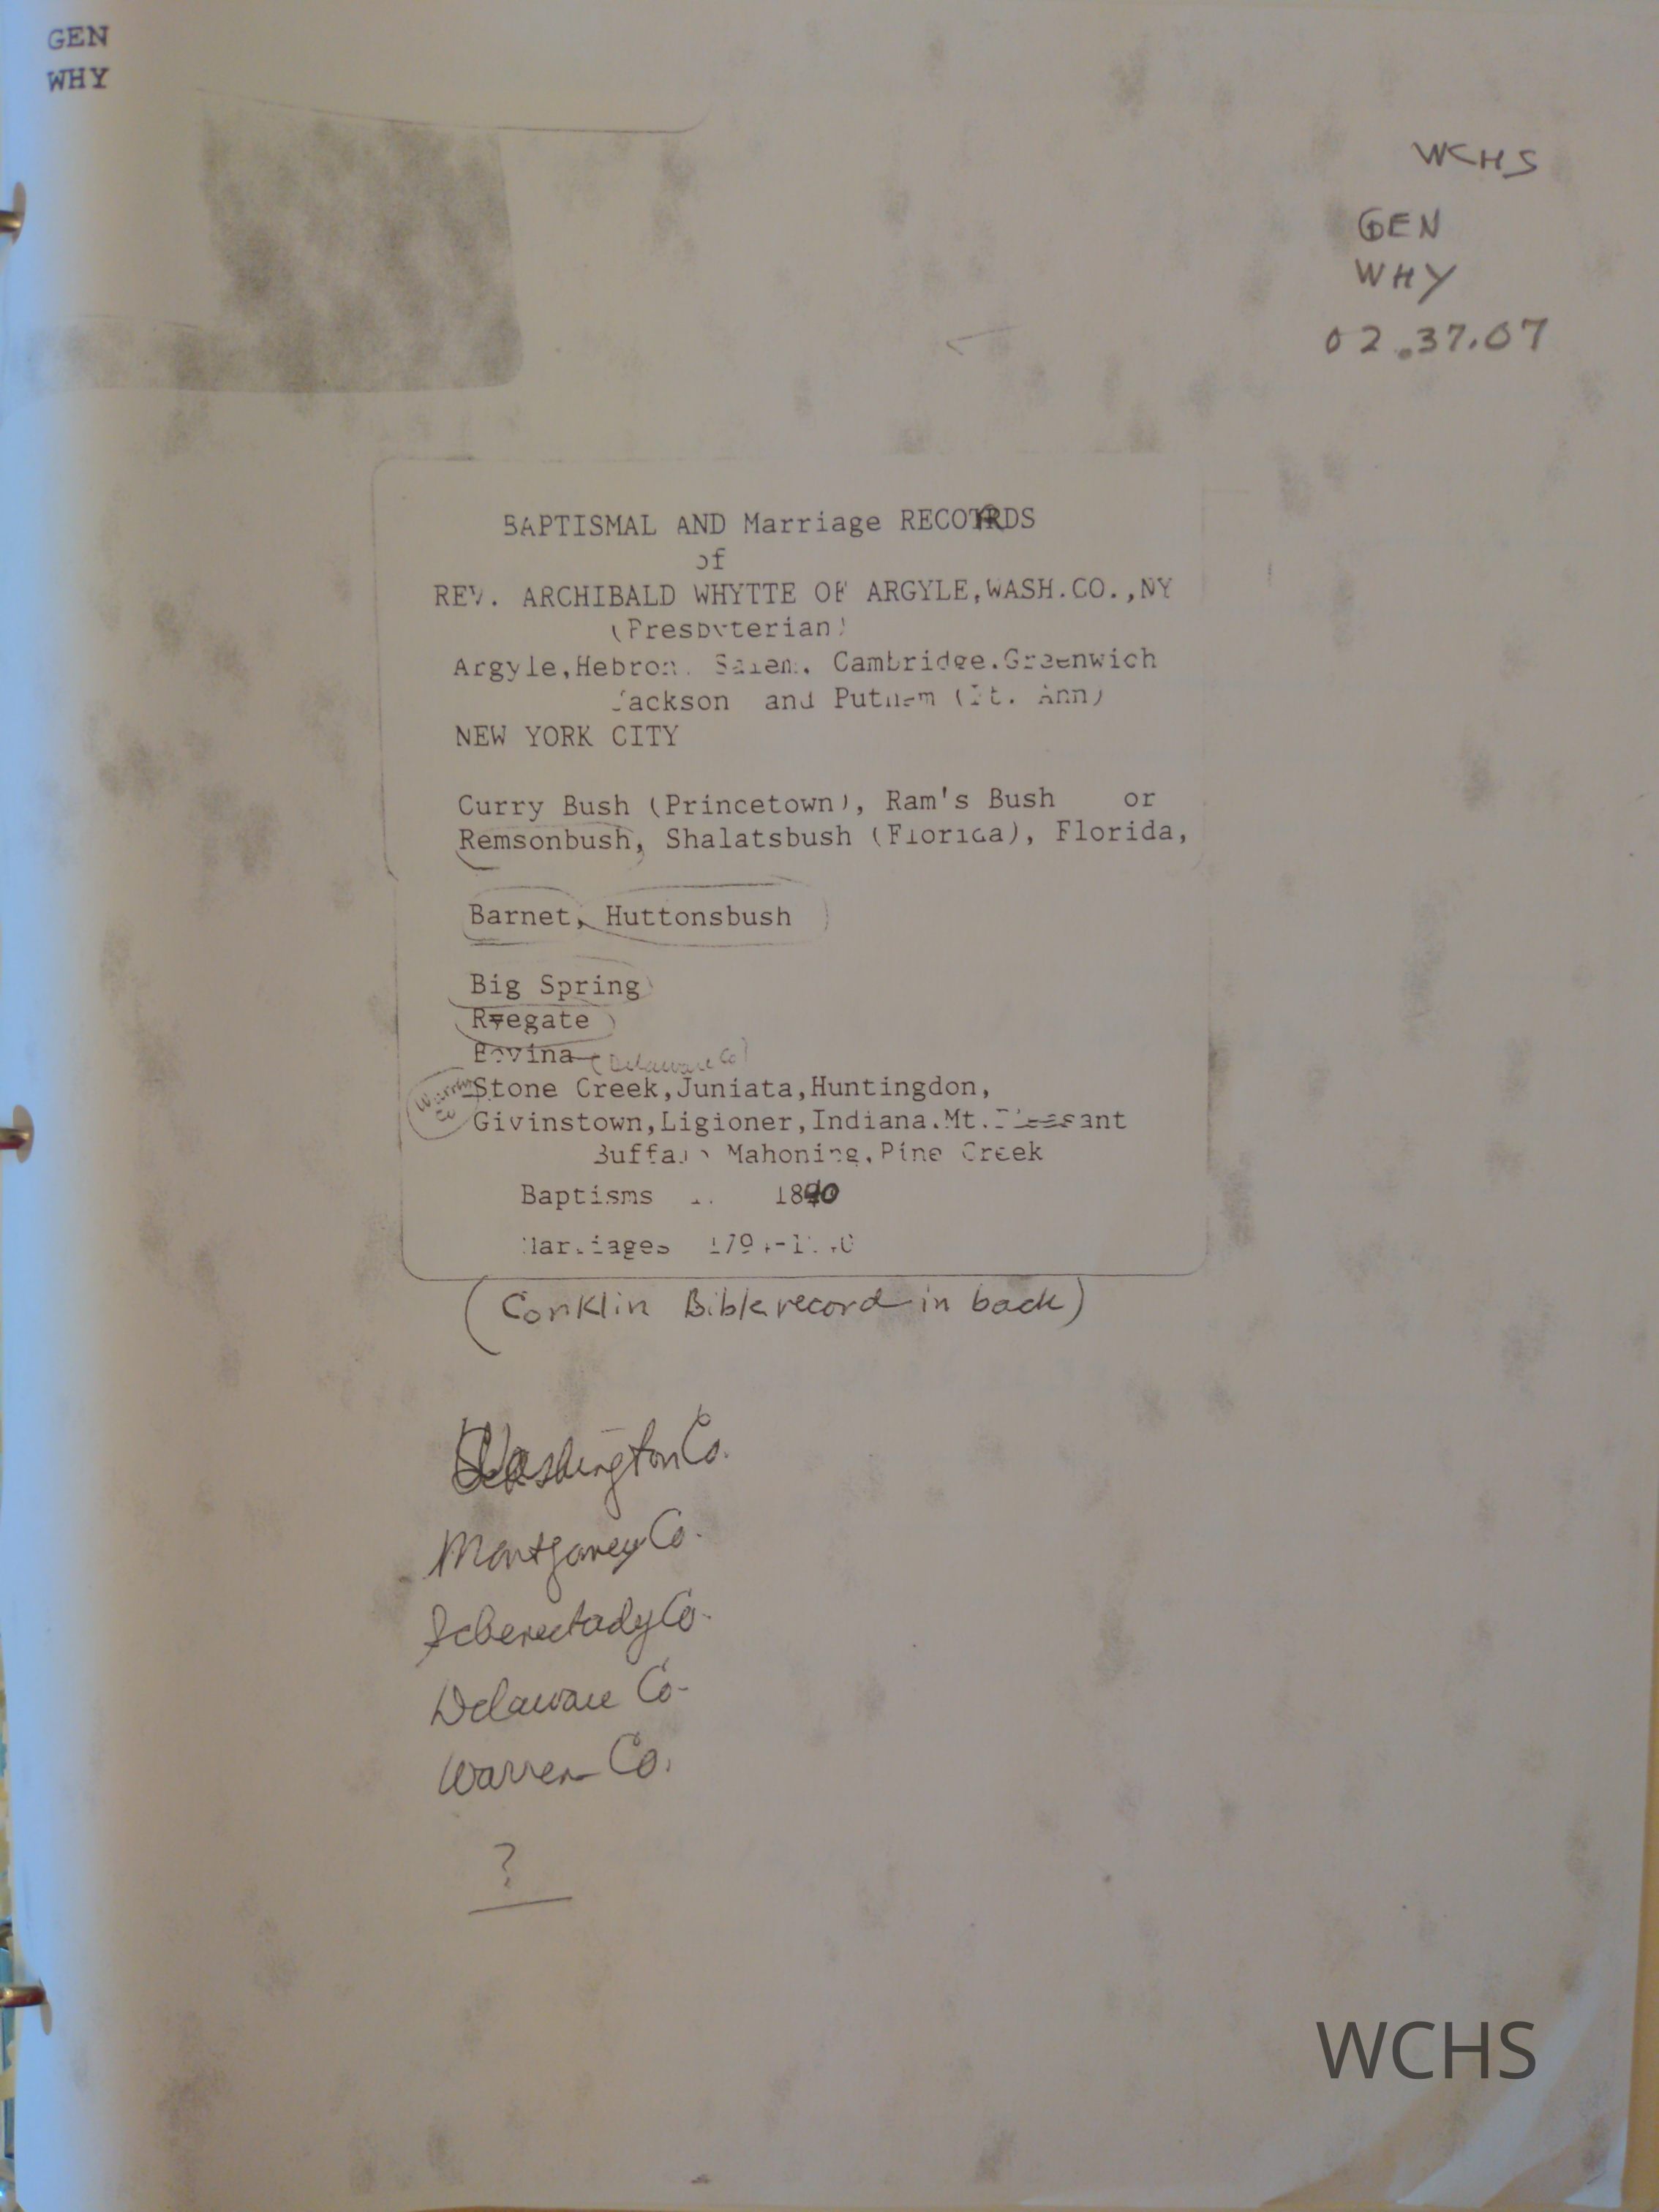 GEN
WHY
WCHS
GEN
WHY
02.37.07
BAPTISMAL AND Marriage RECORDS
of
REV. ARCHIBALD WHYTTE OF ARGYLE,WASH.CO.,NY
(Presbyterian)
Argyle,Hebron, Salem, Cambridge.Greenwich
Jackson and Putnam (Ft. Ann)
NEW YORK CITY
Curry Bush (Princetown), Ram's Bush or
Remsonbush, Shalatsbush (Florida), Florida,
Barnet, Huttonsbush
Big Spring
Ryegate
Bovina (Delaware Co)
Warren Co
Stone Creek,Juniata,Huntingdon,
Givinstown,Ligioner,Indiana.Mt.Pleasant
Buffalo Mahoning,Pine Creek
Baptisms 1840
Marriages
(Conklin Bible record in back)
Washington Co.
Montgomery Co.
Schenectady Co.
Delaware Co.
Warren Co.
?
WCHS